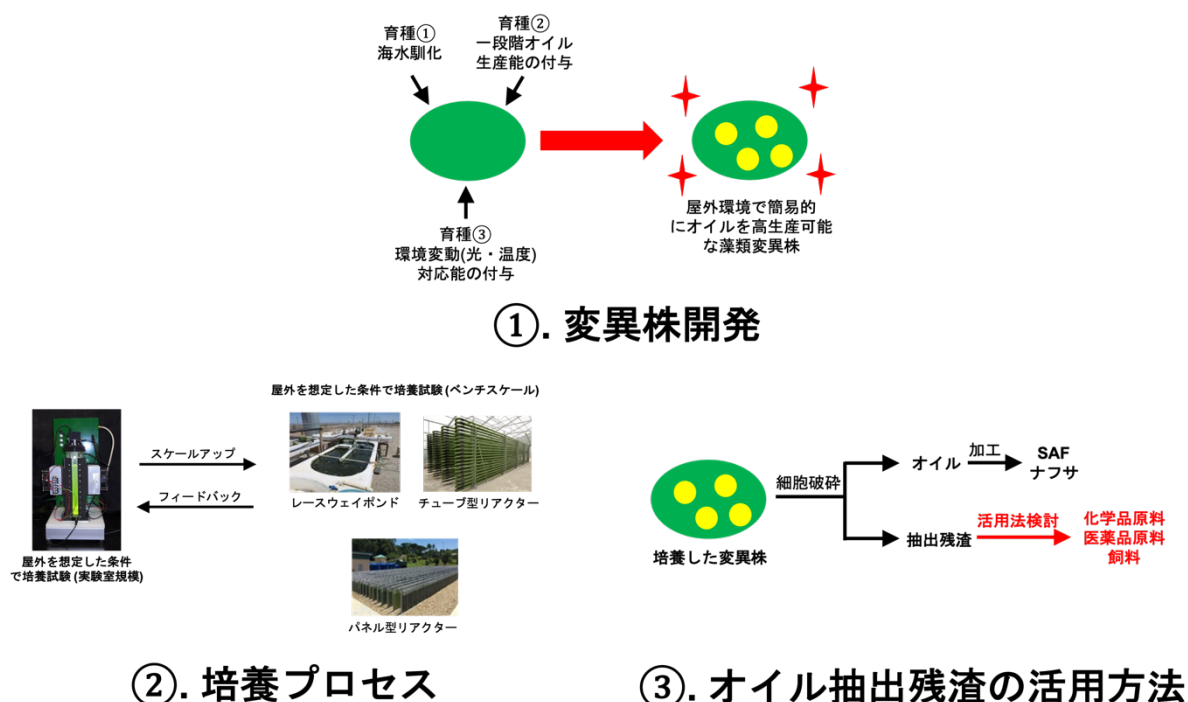 育種①
海水馴化
育種②
一段階オイル
生産能の付与
育種③
環境変動(光・温度)
対応能の付与
屋外環境で簡易的
にオイルを高生産可能
な藻類変異株
①. 変異株開発
屋外を想定した条件で培養試験 (ベンチスケール)
スケールアップ
フィードバック
レースウェイポンド
チューブ型リアクター
屋外を想定した条件
で培養試験 (実験室規模)
パネル型リアクター
②. 培養プロセス
培養した変異株
細胞破砕
オイル
加工
SAF
ナフサ
抽出残渣
活用法検討
化学品原料
医薬品原料
飼料
③. オイル抽出残渣の活用方法